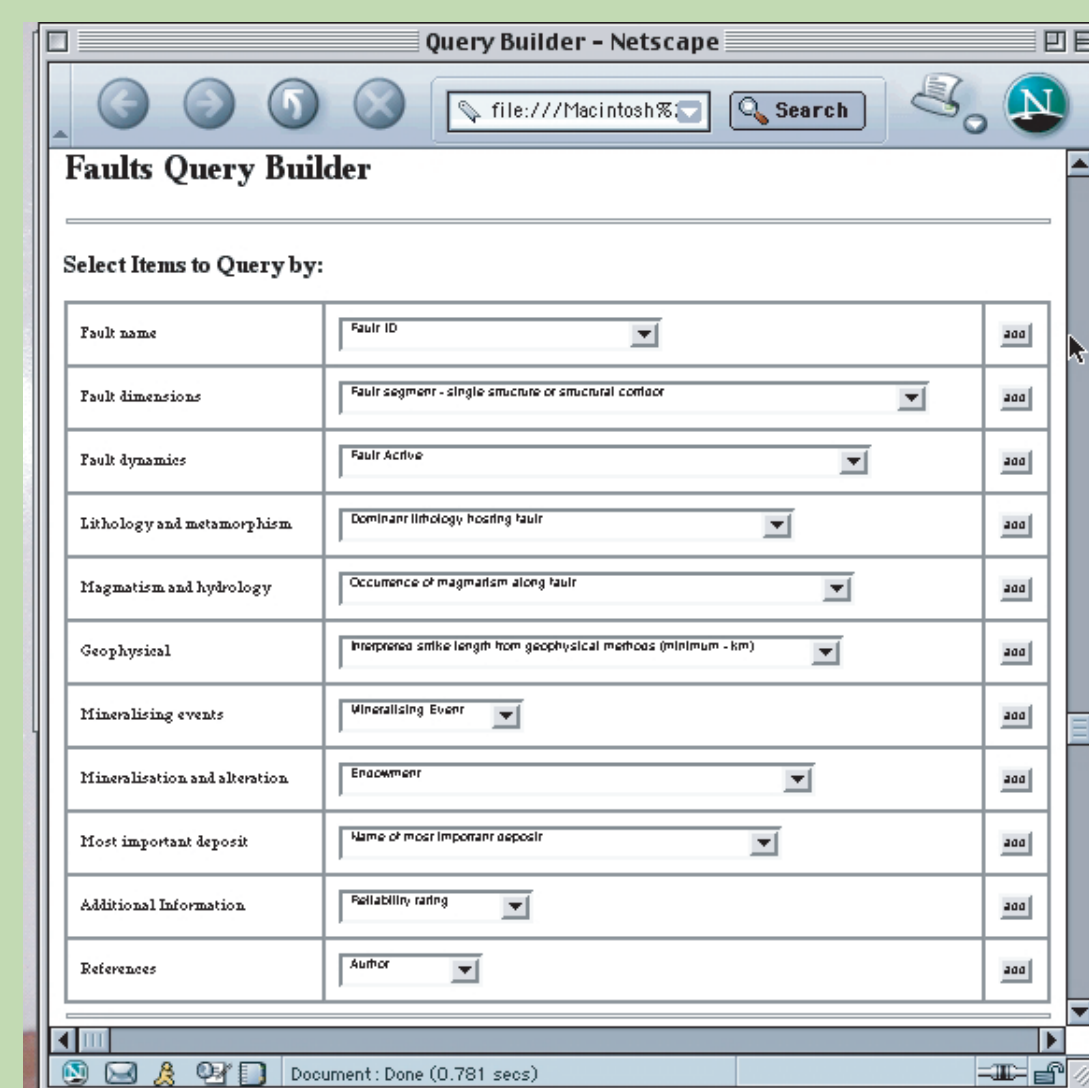 Query Builder – Netscape
file:///Macintosh%
Search
N
Faults Query Builder
Select Items to Query by:
Fault name Fault ID add
Fault dimensions Fault segment - single structure or structural corridor add
Fault dynamics Fault Active add
Lithology and metamorphism Dominant lithology hosting fault add
Magmatism and hydrology Occurrence of magmatism along fault add
Geophysical Interpreted strike length from geophysical methods (minimum - km) add
Mineralising events Mineralising Event add
Mineralisation and alteration Endowment add
Most important deposit Name of most important deposit add
Additional Information Reliability rating add
References Author add
Document: Done (0.781 secs)